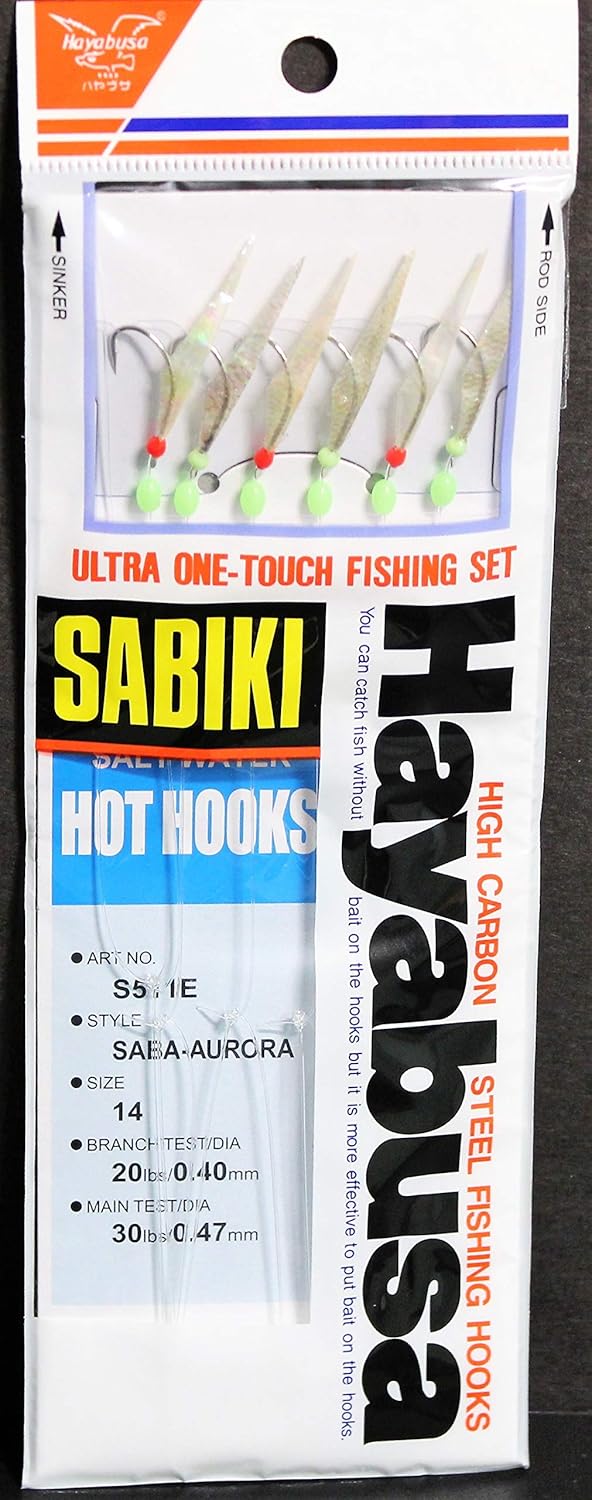 Hayabusa
ハヤブサ
SINKER
ROD SIDE
ULTRA ONE-TOUCH FISHING SET
SABIKI
SALT WATER
HOT HOOKS
● ART NO.
● STYLE
SABA-AURORA
● SIZE
14
● BRANCH TEST/DIA
20lbs/0.40mm
● MAIN TEST/DIA
30lbs/0.47mm
You can catch fish without bait on the hooks but it is more effective to put bait on the hooks.
Hayabusa
HIGH CARBON STEEL FISHING HOOKS